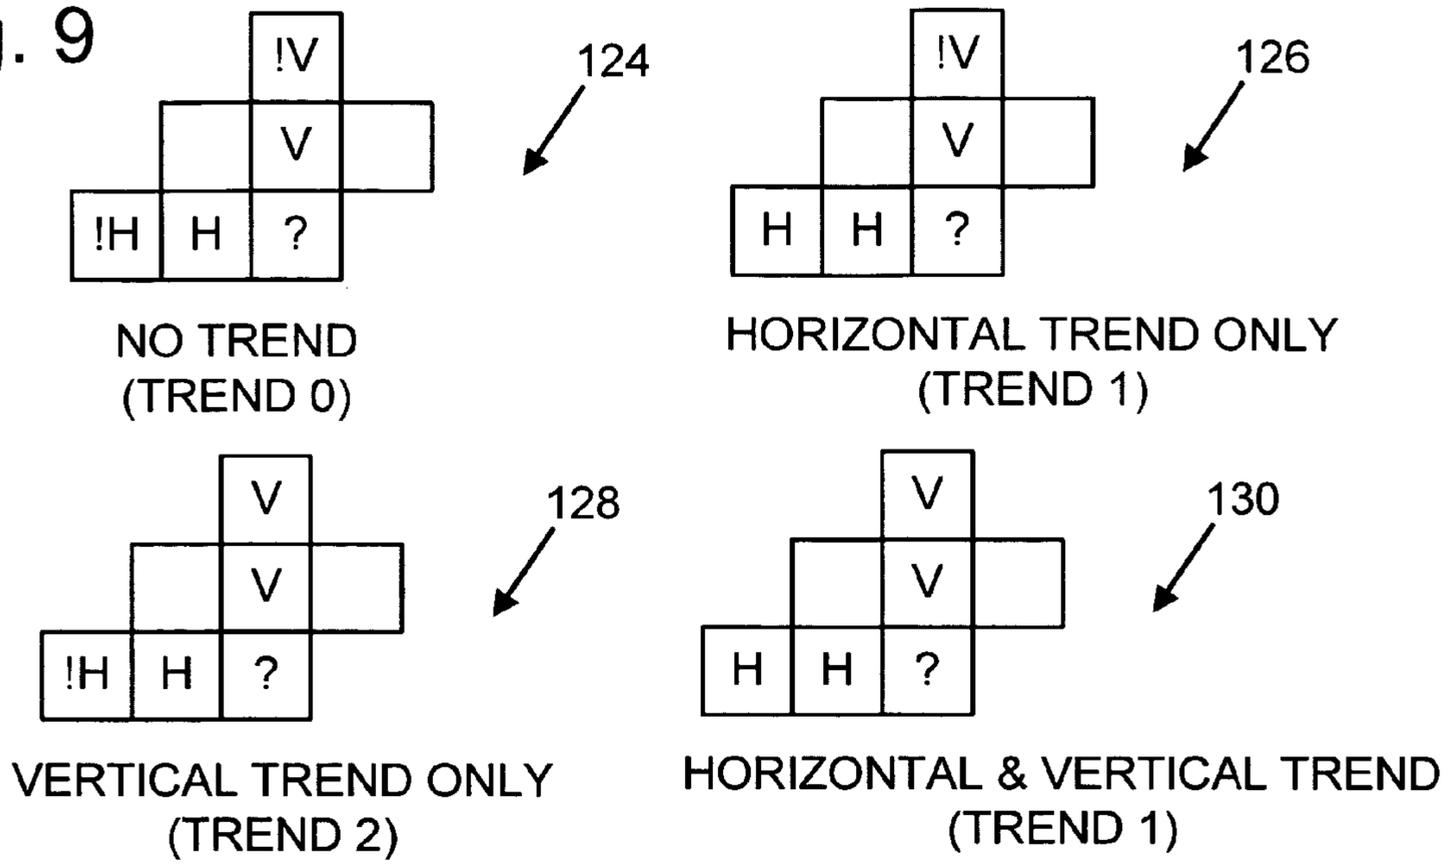 . 9
!V
124
V
!H H ?
NO TREND
(TREND 0)
!V
126
V
H H ?
HORIZONTAL TREND ONLY
(TREND 1)
V
128
V
!H H ?
VERTICAL TREND ONLY
(TREND 2)
V
130
V
H H ?
HORIZONTAL & VERTICAL TREND
(TREND 1)